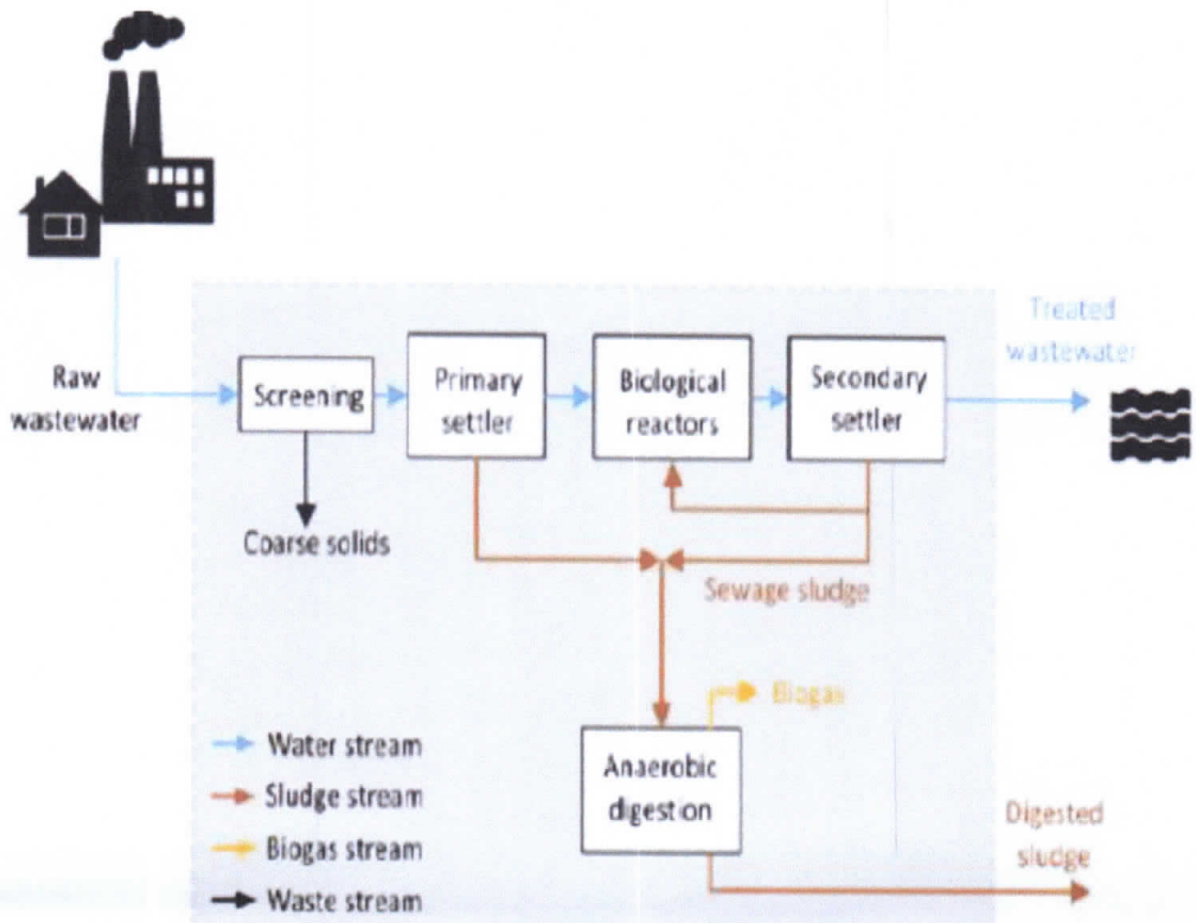 Raw
wastewater
Screening
Coarse solids
Primary
settler
Biological
reactors
Secondary
settler
Treated
wastewater
Sewage sludge
Biogas
Anaerobic
digestion
Digested
sludge
Water stream
Sludge stream
Biogas stream
Waste stream